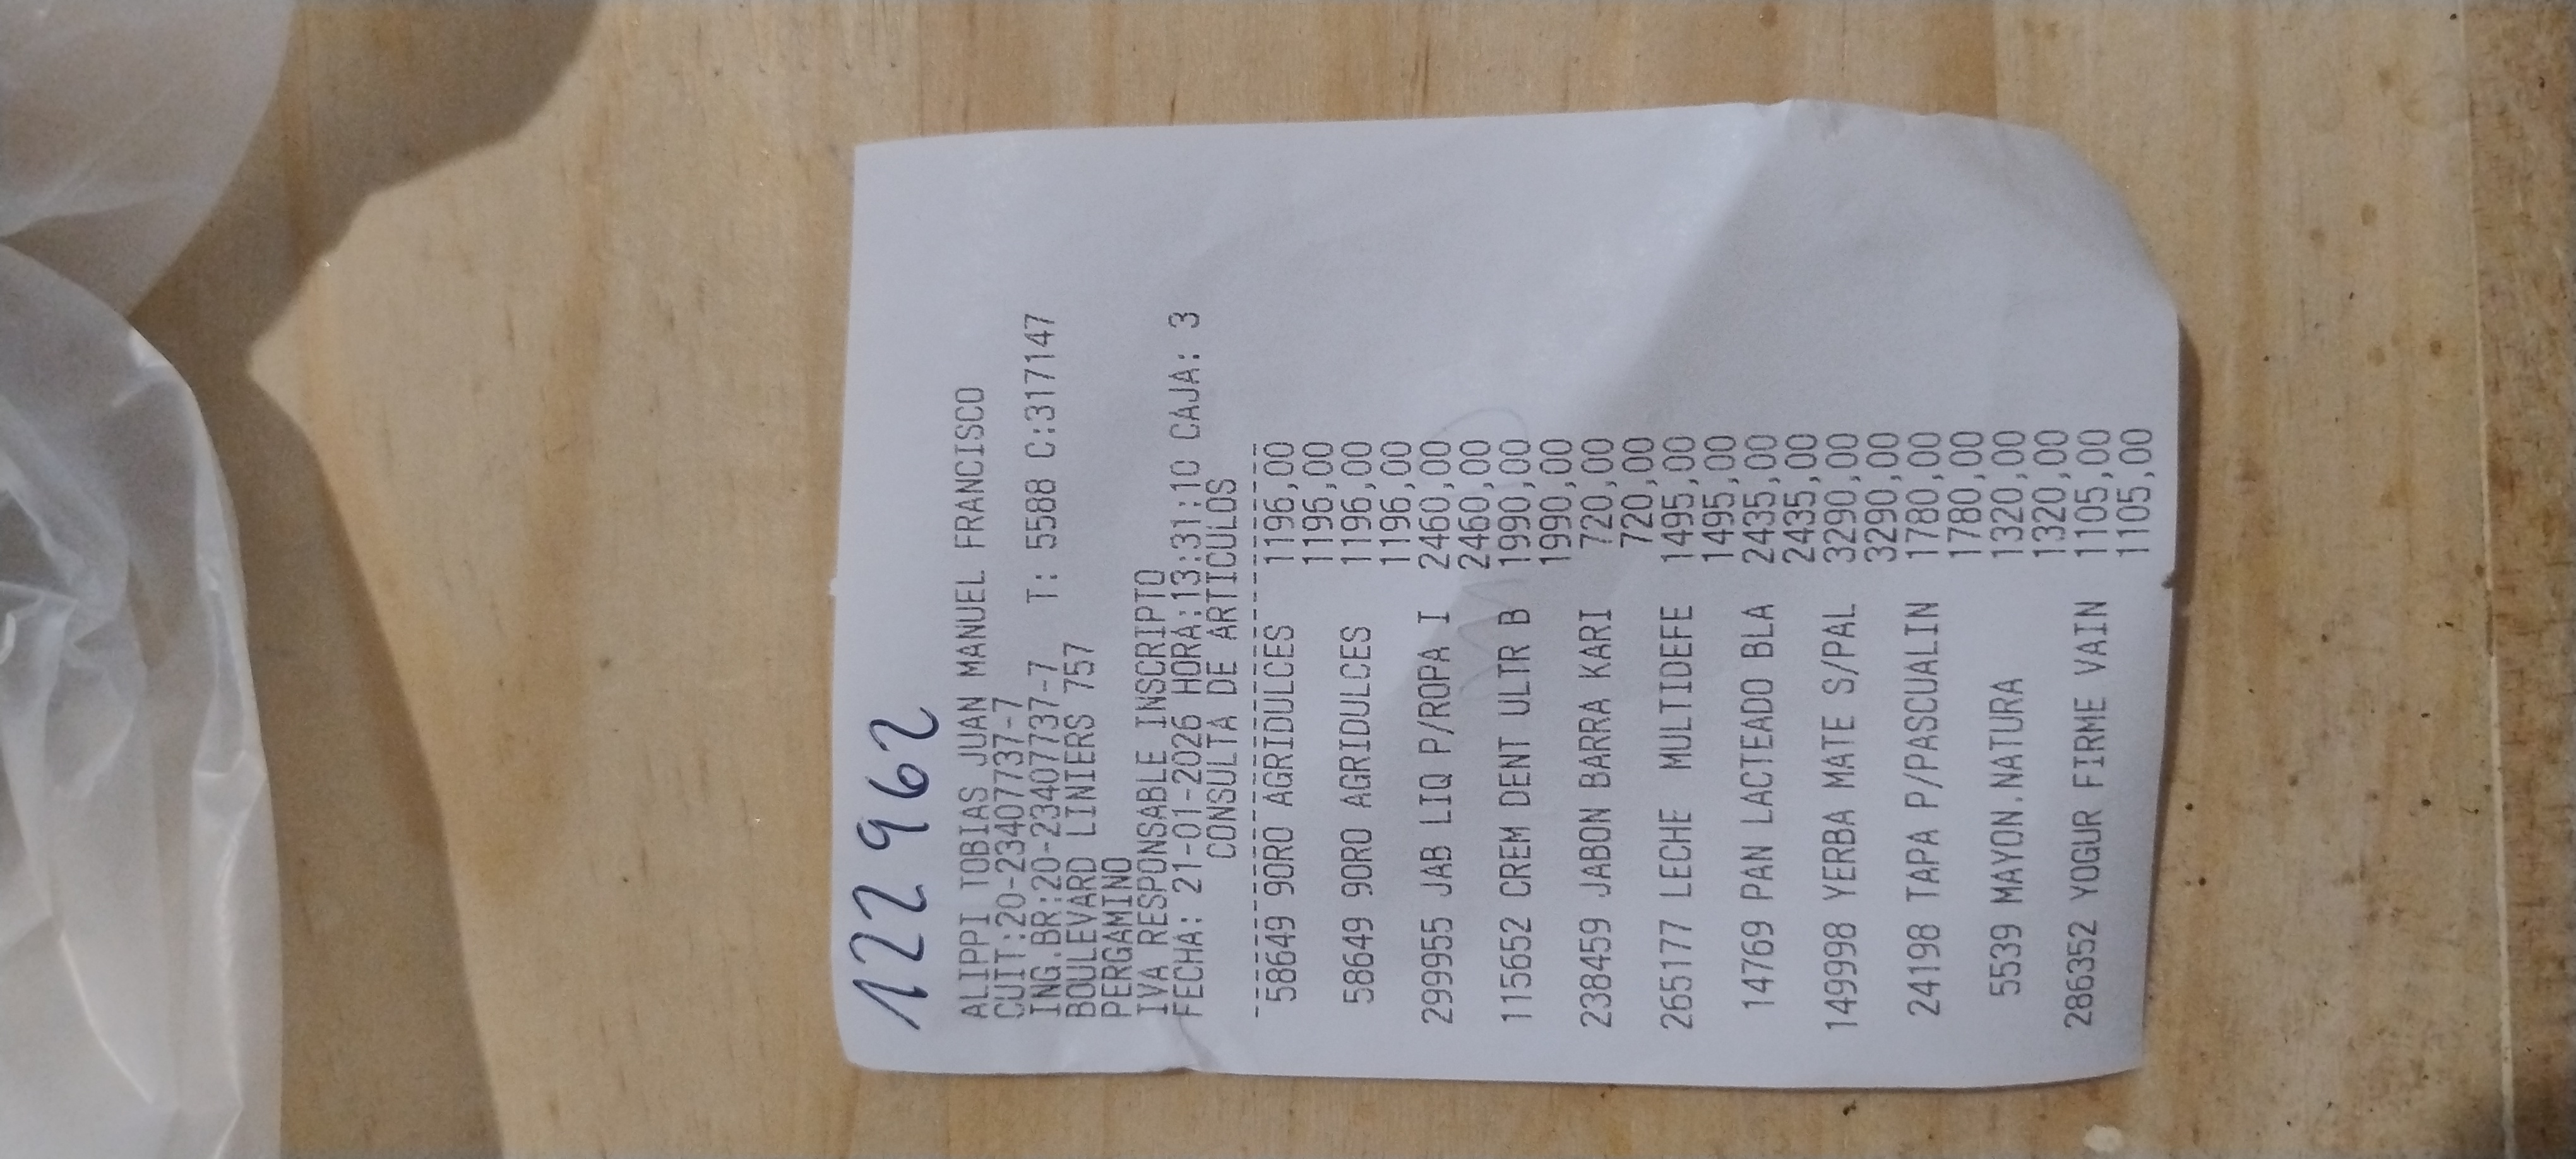 122962
ALIPPI TOBIAS JUAN MANUEL FRANCISCO
CUIT:20-23407737-7
ING.BR:20-23407737-7 T: 5588 C:317147
BOULEVARD LINIERS 757
PERGAMINO
IVA RESPONSABLE INSCRIPTO
FECHA: 21-01-2026 HORA:13:31:10 CAJA: 3
CONSULTA DE ARTICULOS
--------------------------------------
58649 9ORO AGRIDULCES 1196,00
1196,00
58649 9ORO AGRIDULCES 1196,00
1196,00
299955 JAB LIQ P/ROPA I 2460,00
2460,00
115652 CREM DENT ULTR B 1990,00
1990,00
238459 JABON BARRA KARI 720,00
720,00
265177 LECHE MULTIDEFE 1495,00
1495,00
14769 PAN LACTEADO BLA 2435,00
2435,00
149998 YERBA MATE S/PAL 3290,00
3290,00
24198 TAPA P/PASCUALIN 1780,00
1780,00
5539 MAYON.NATURA 1320,00
1320,00
286352 YOGUR FIRME VAIN 1105,00
1105,00